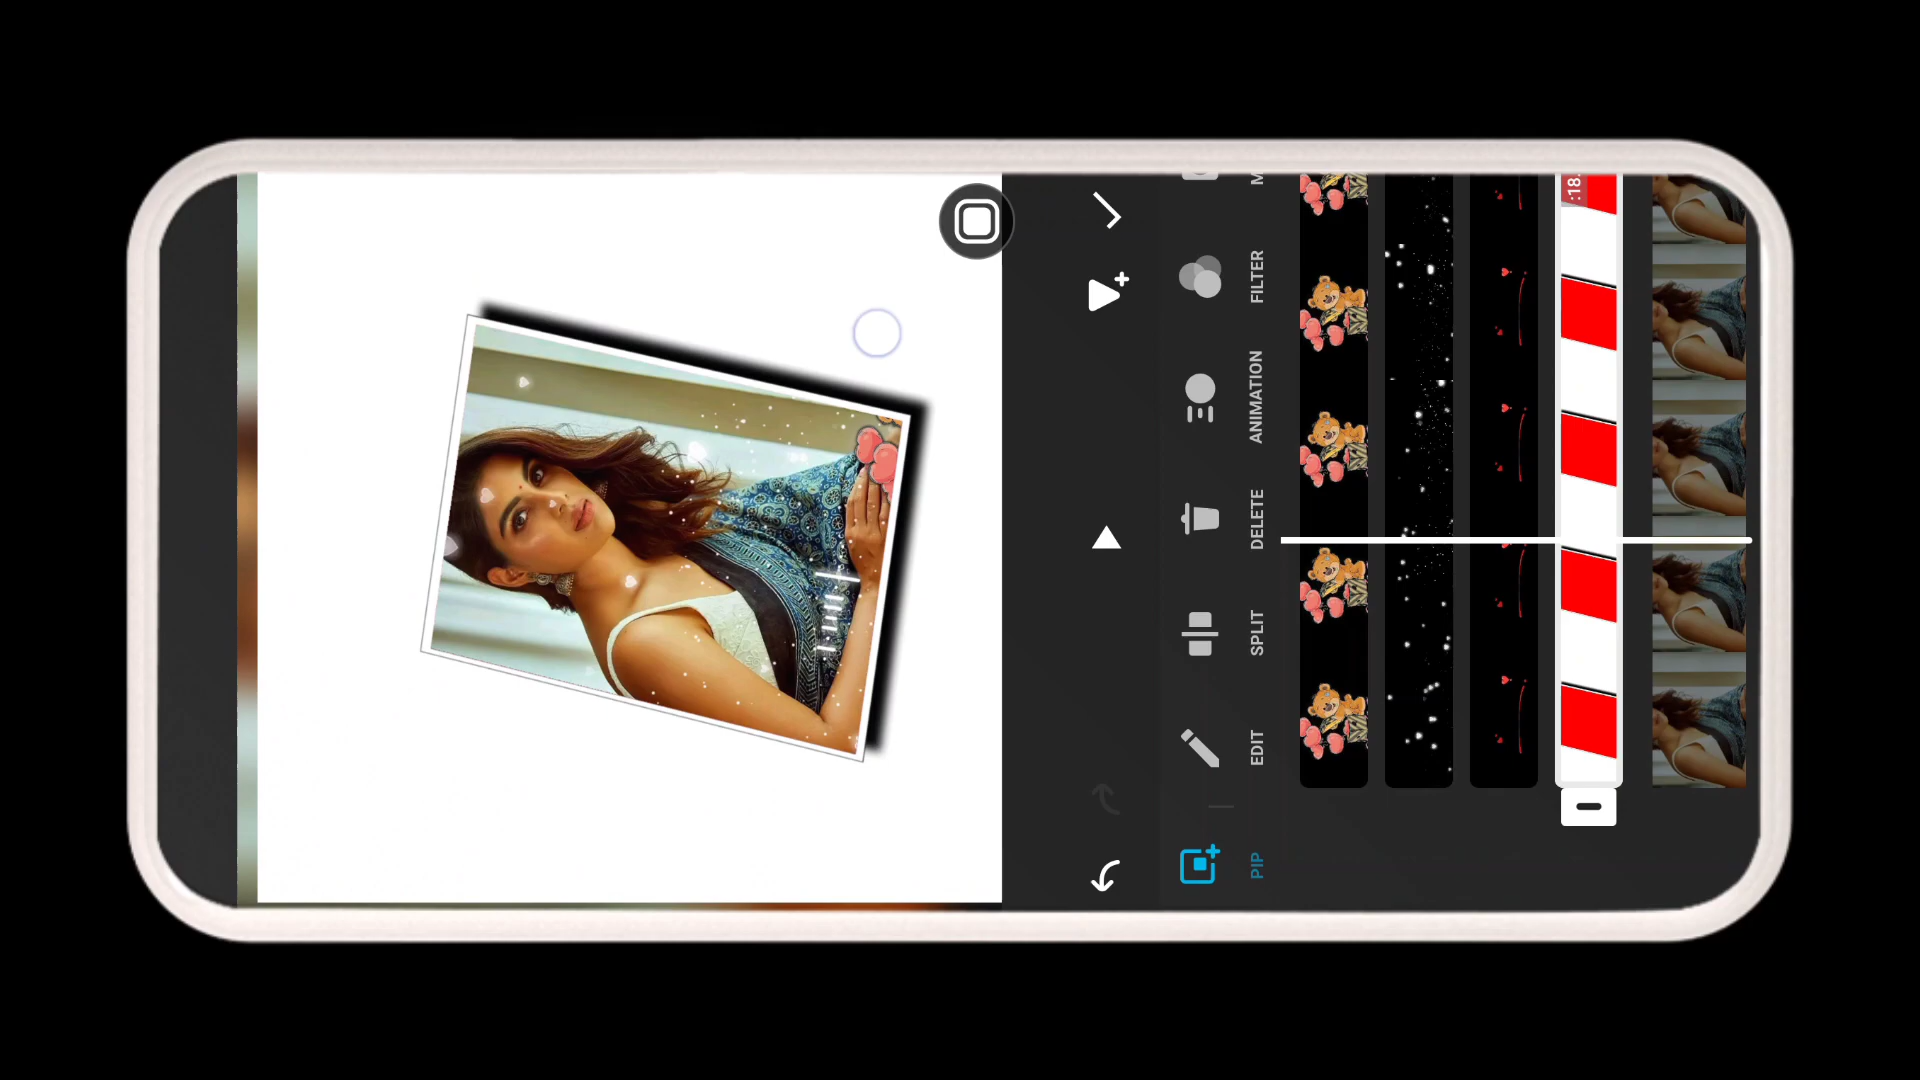 PIP
EDIT
SPLIT
DELETE
ANIMATION
FILTER
M
:18.